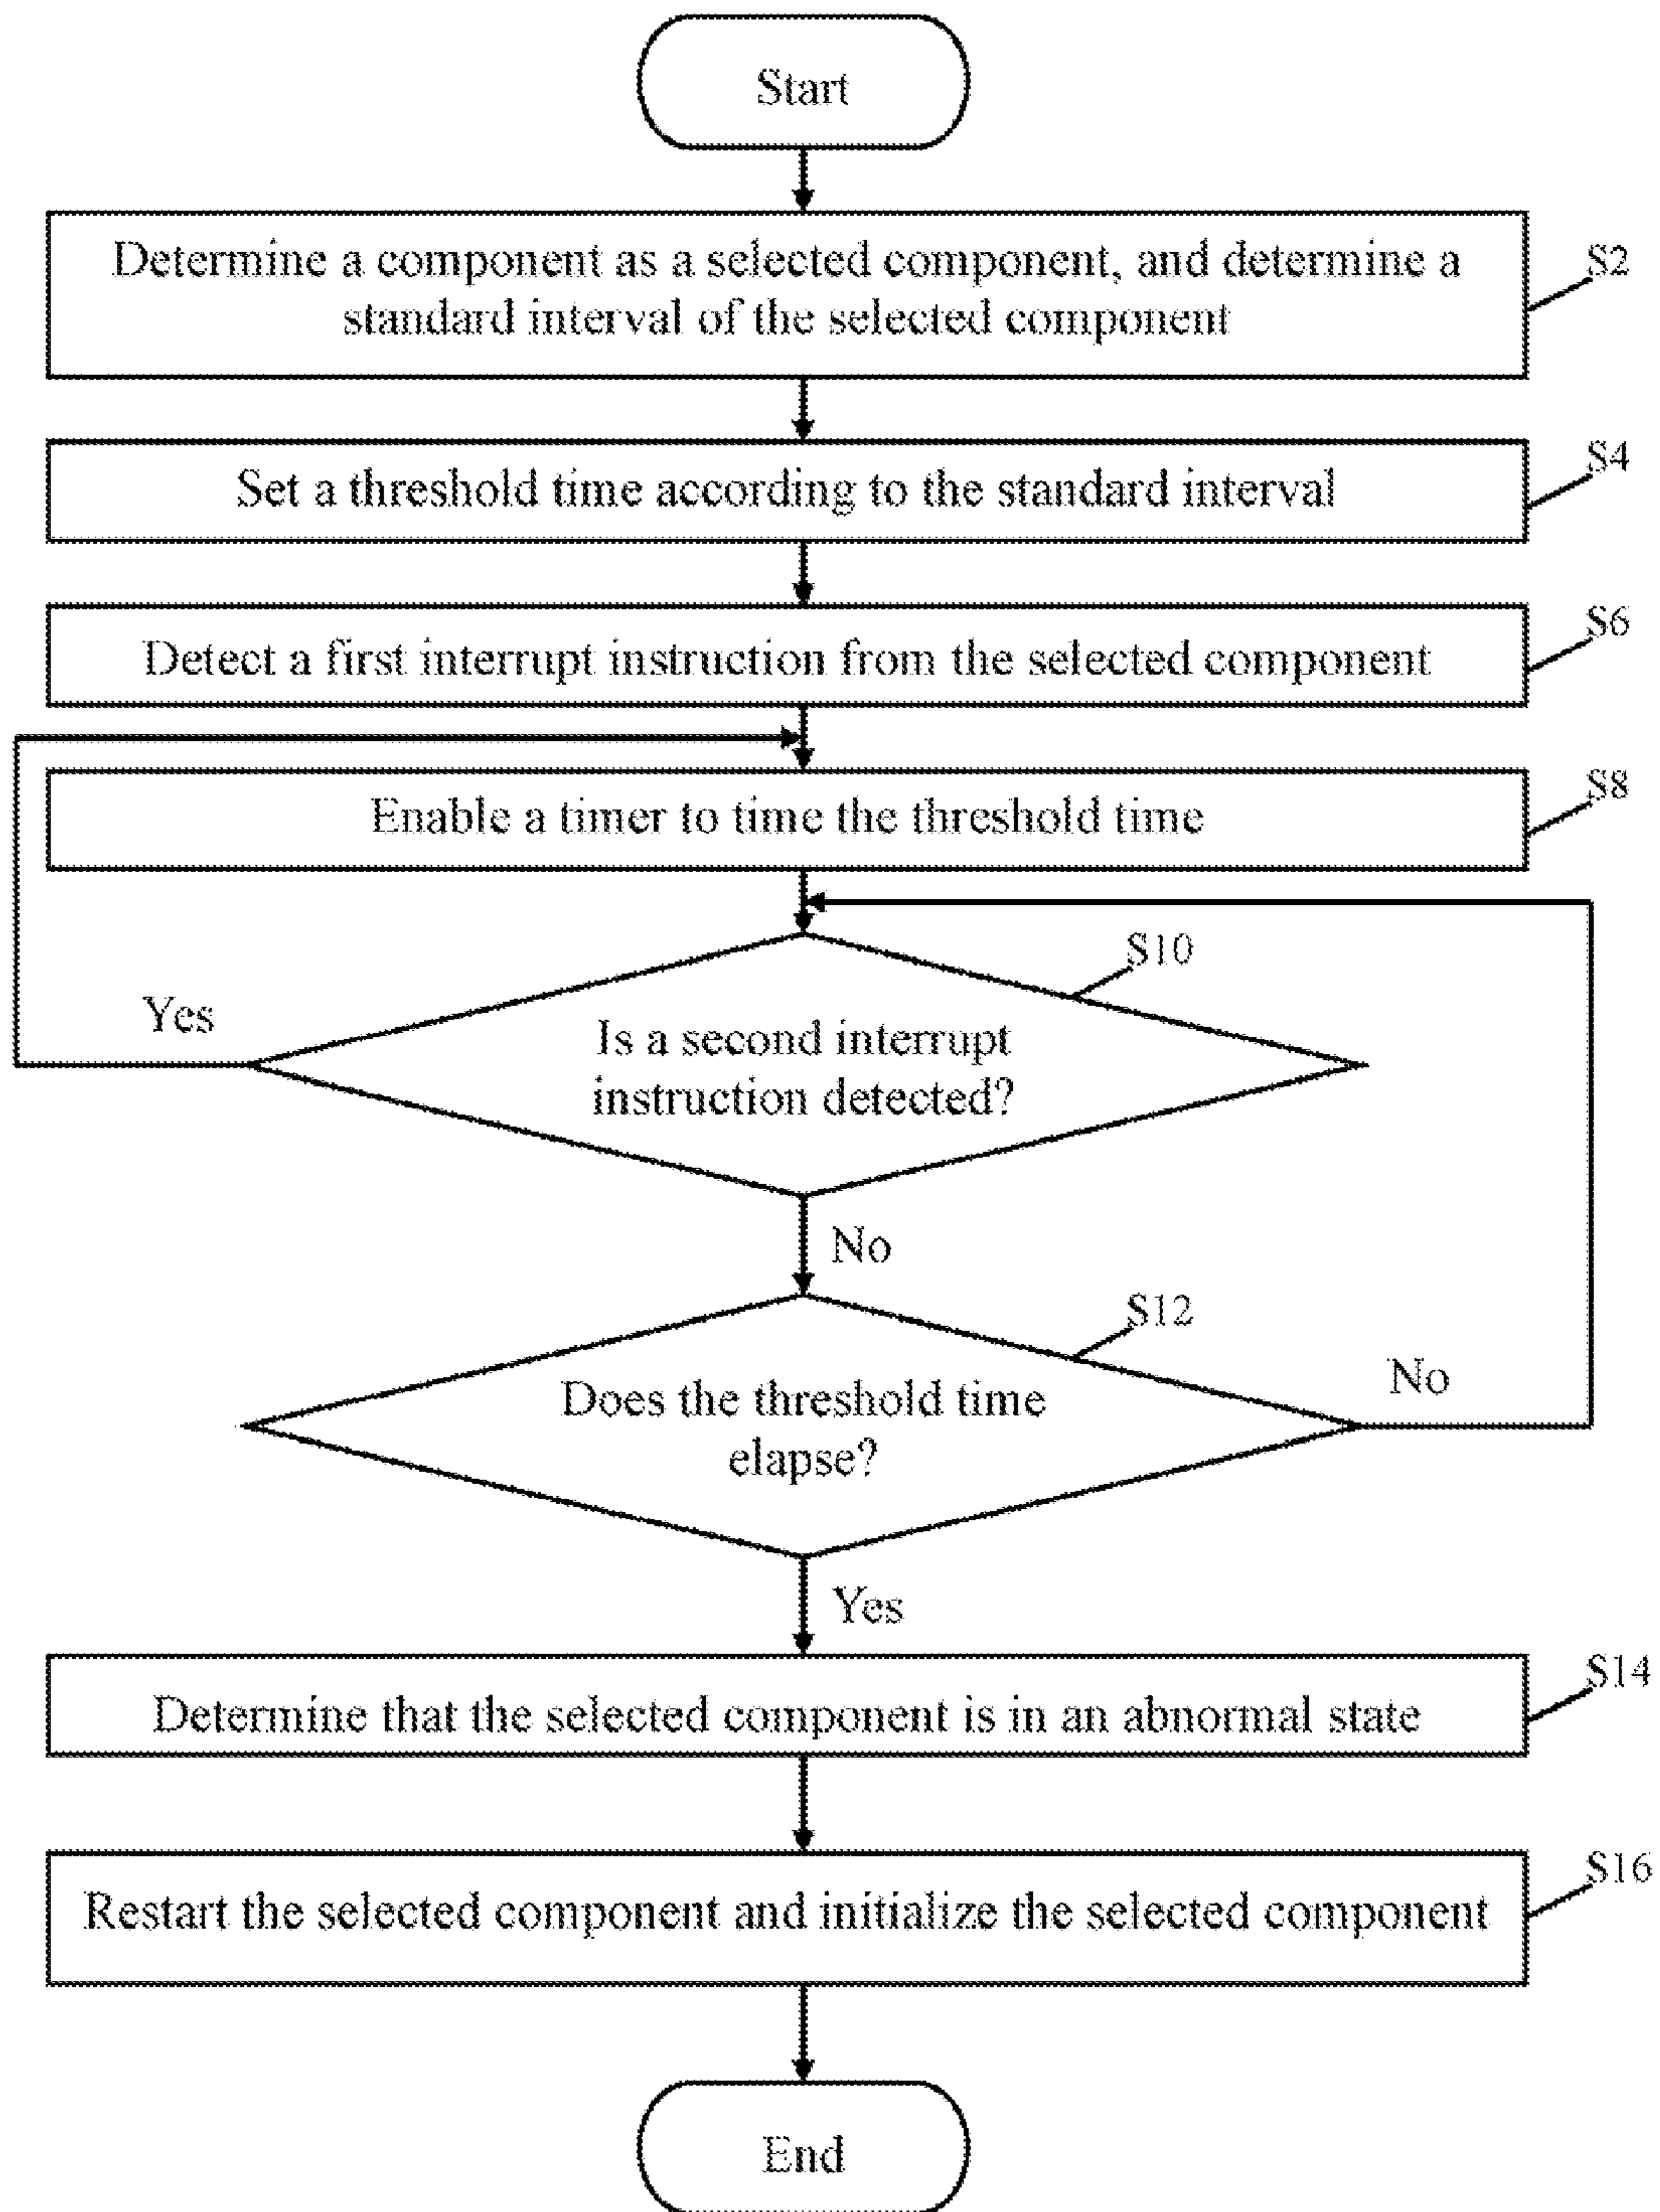 Start
Determine a component as a selected component, and determine a
standard interval of the selected component
S2
Set a threshold time according to the standard interval
S4
Detect a first interrupt instruction from the selected component
S6
Enable a timer to time the threshold time
S8
S10
Yes
Is a second interrupt
instruction detected?
No
S12
Does the threshold time
elapse?
No
Yes
Determine that the selected component is in an abnormal state
S14
Restart the selected component and initialize the selected component
S16
End